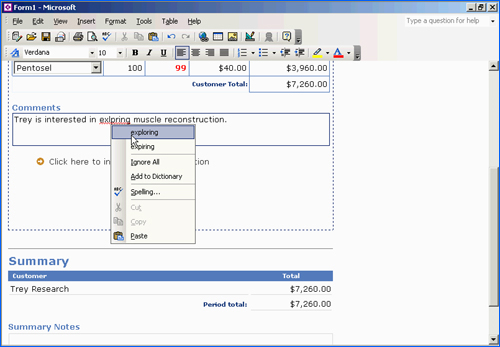 Form1 - Microsoft
File Edit View Insert Format Tools Table Help
Type a question for help
Verdana 10 B I U
Pentosel 100 99 $40.00 $3,960.00
Customer Total: $7,260.00
Comments
Trey is interested in exlpring muscle reconstruction.
exploring
expiring
Click here to in
ion
Ignore All
Add to Dictionary
Spelling...
Cut
Copy
Paste
Summary
Customer Total
Trey Research $7,260.00
Period total: $7,260.00
Summary Notes